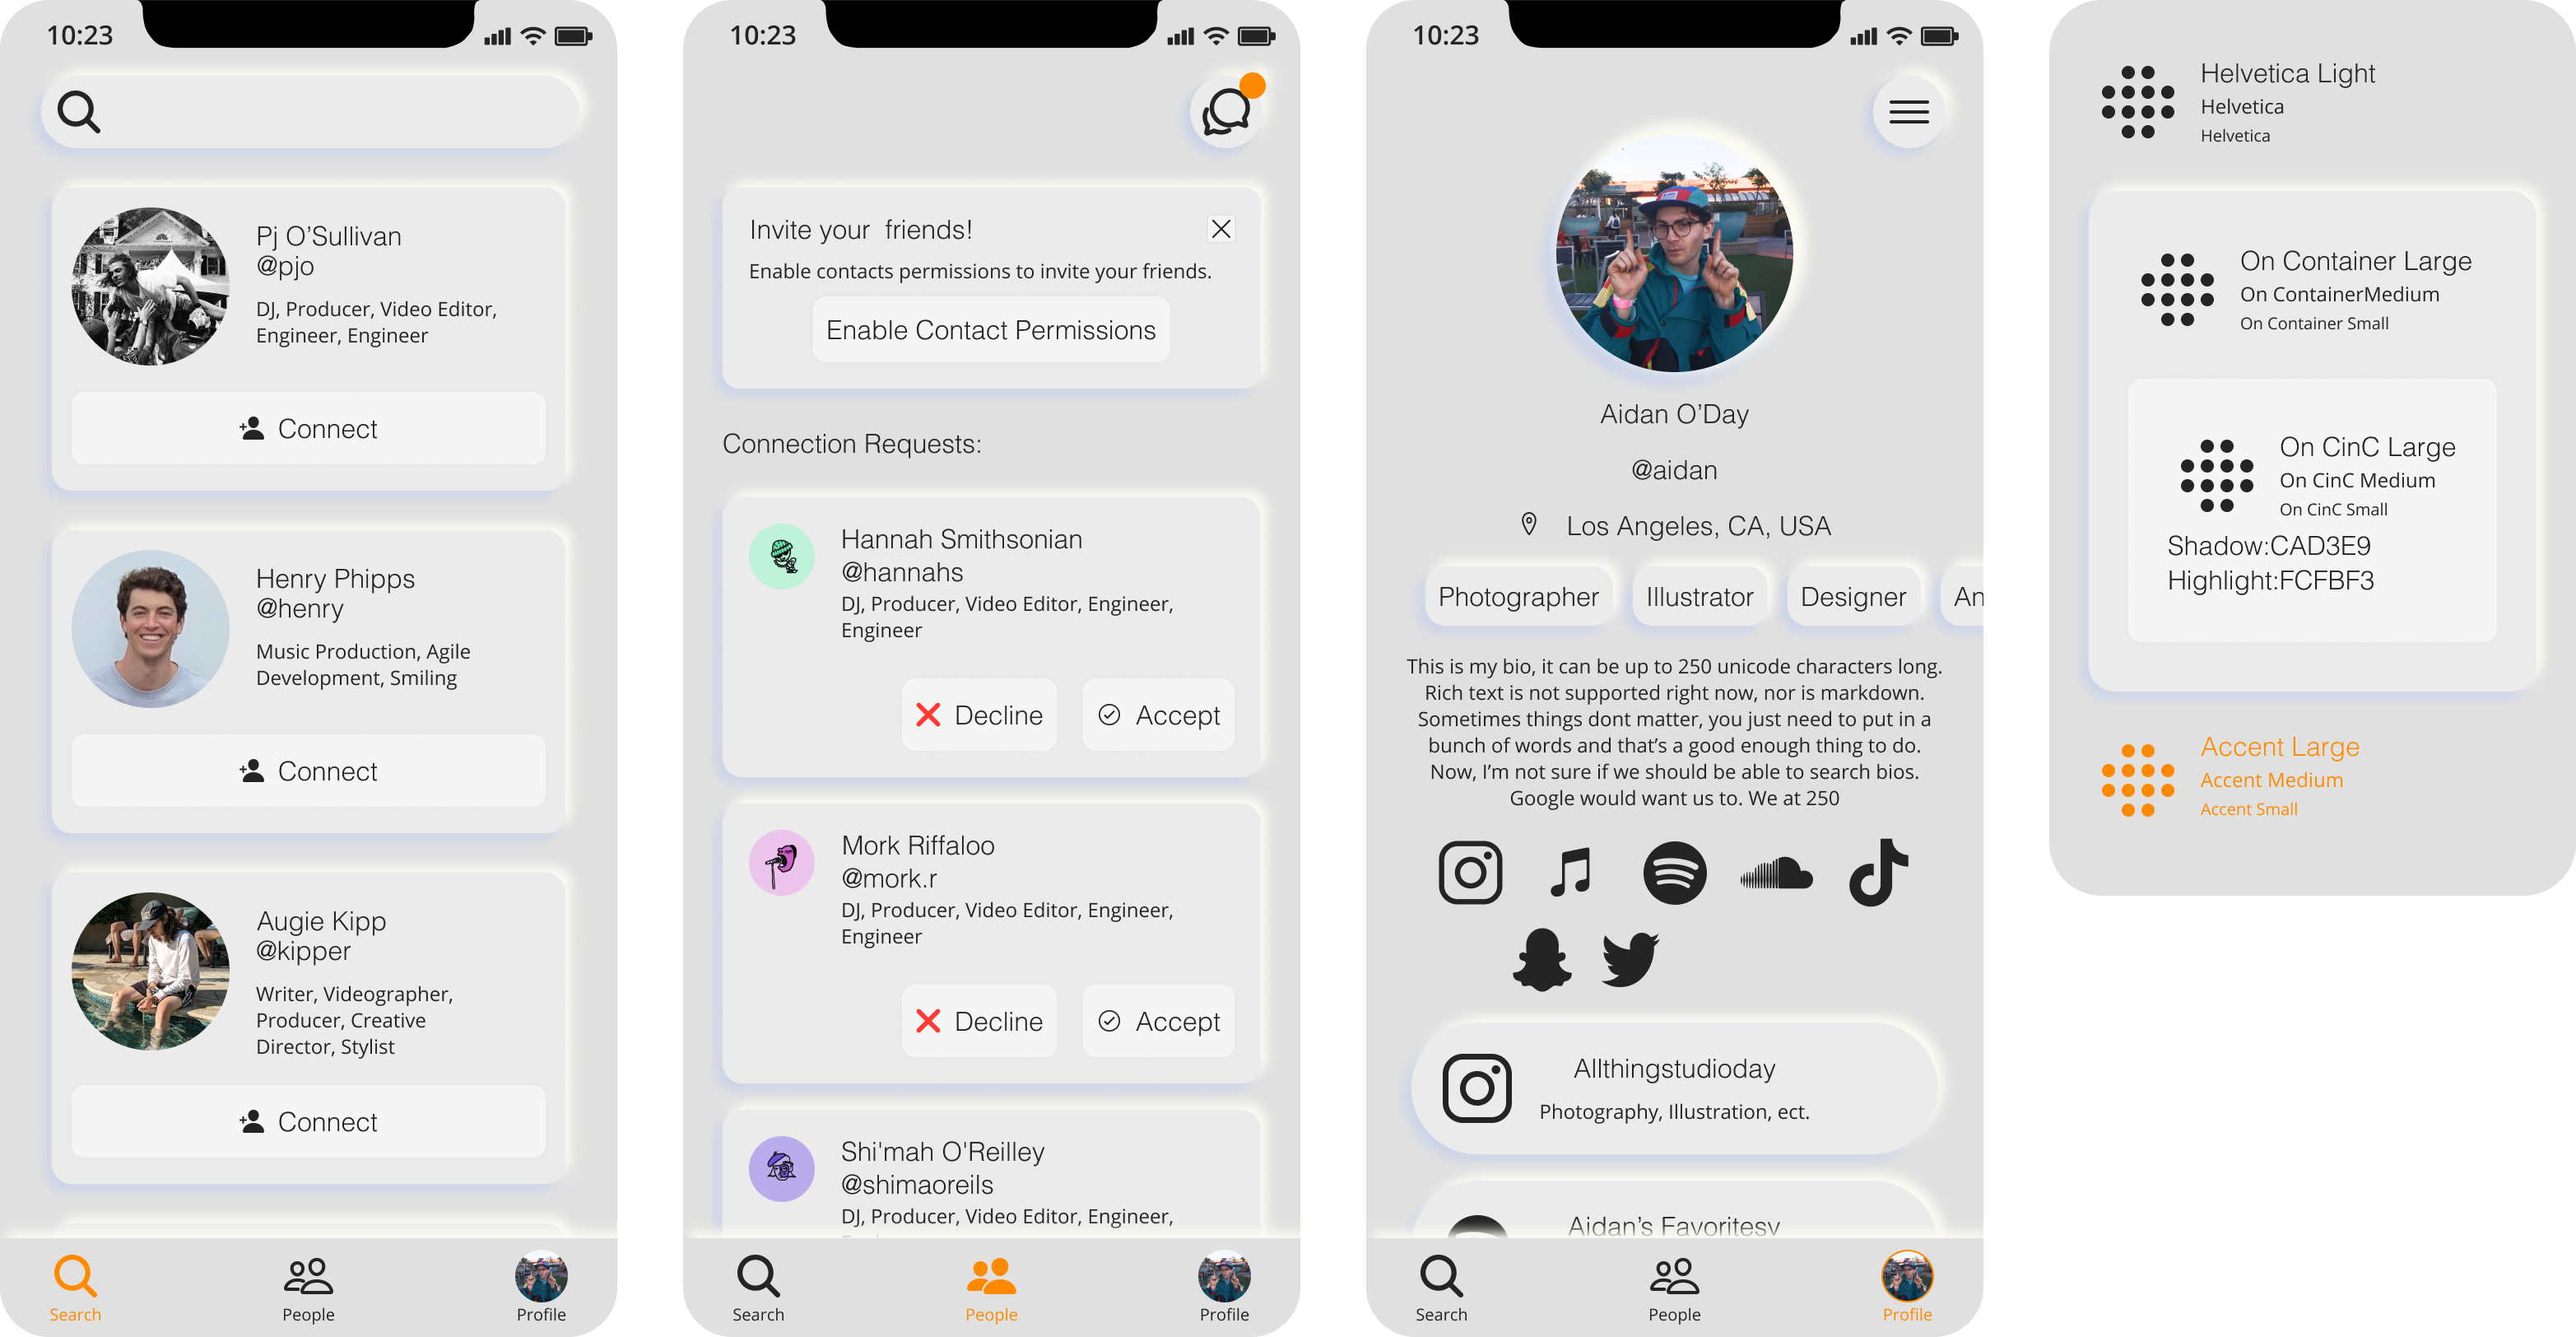 10:23
Pj O’Sullivan
@pjo
DJ, Producer, Video Editor,
Engineer, Engineer
Connect
Henry Phipps
@henry
Music Production, Agile
Development, Smiling
Connect
Augie Kipp
@kipper
Writer, Videographer,
Producer, Creative
Director, Stylist
Connect
Search
People
Profile
10:23
Invite your  friends!
Enable contacts permissions to invite your friends.
Enable Contact Permissions
Connection Requests:
Hannah Smithsonian
@hannahs
DJ, Producer, Video Editor, Engineer,
Engineer
Decline
Accept
Mork Riffaloo
@mork.r
DJ, Producer, Video Editor, Engineer,
Engineer
Decline
Accept
Shi'mah O'Reilley
@shimaoreils
DJ, Producer, Video Editor, Engineer,
Search
People
Profile
10:23
Aidan O’Day
@aidan
Los Angeles, CA, USA
Photographer
Illustrator
Designer
An
This is my bio, it can be up to 250 unicode characters long.
Rich text is not supported right now, nor is markdown.
Sometimes things dont matter, you just need to put in a
bunch of words and that’s a good enough thing to do.
Now, I’m not sure if we should be able to search bios.
Google would want us to. We at 250
Allthingstudioday
Photography, Illustration, ect.
Aidan’s Favoritesy
Search
People
Profile
Helvetica Light
Helvetica
Helvetica
On Container Large
On ContainerMedium
On Container Small
On CinC Large
On CinC Medium
On CinC Small
Shadow:CAD3E9
Highlight:FCFBF3
Accent Large
Accent Medium
Accent Small